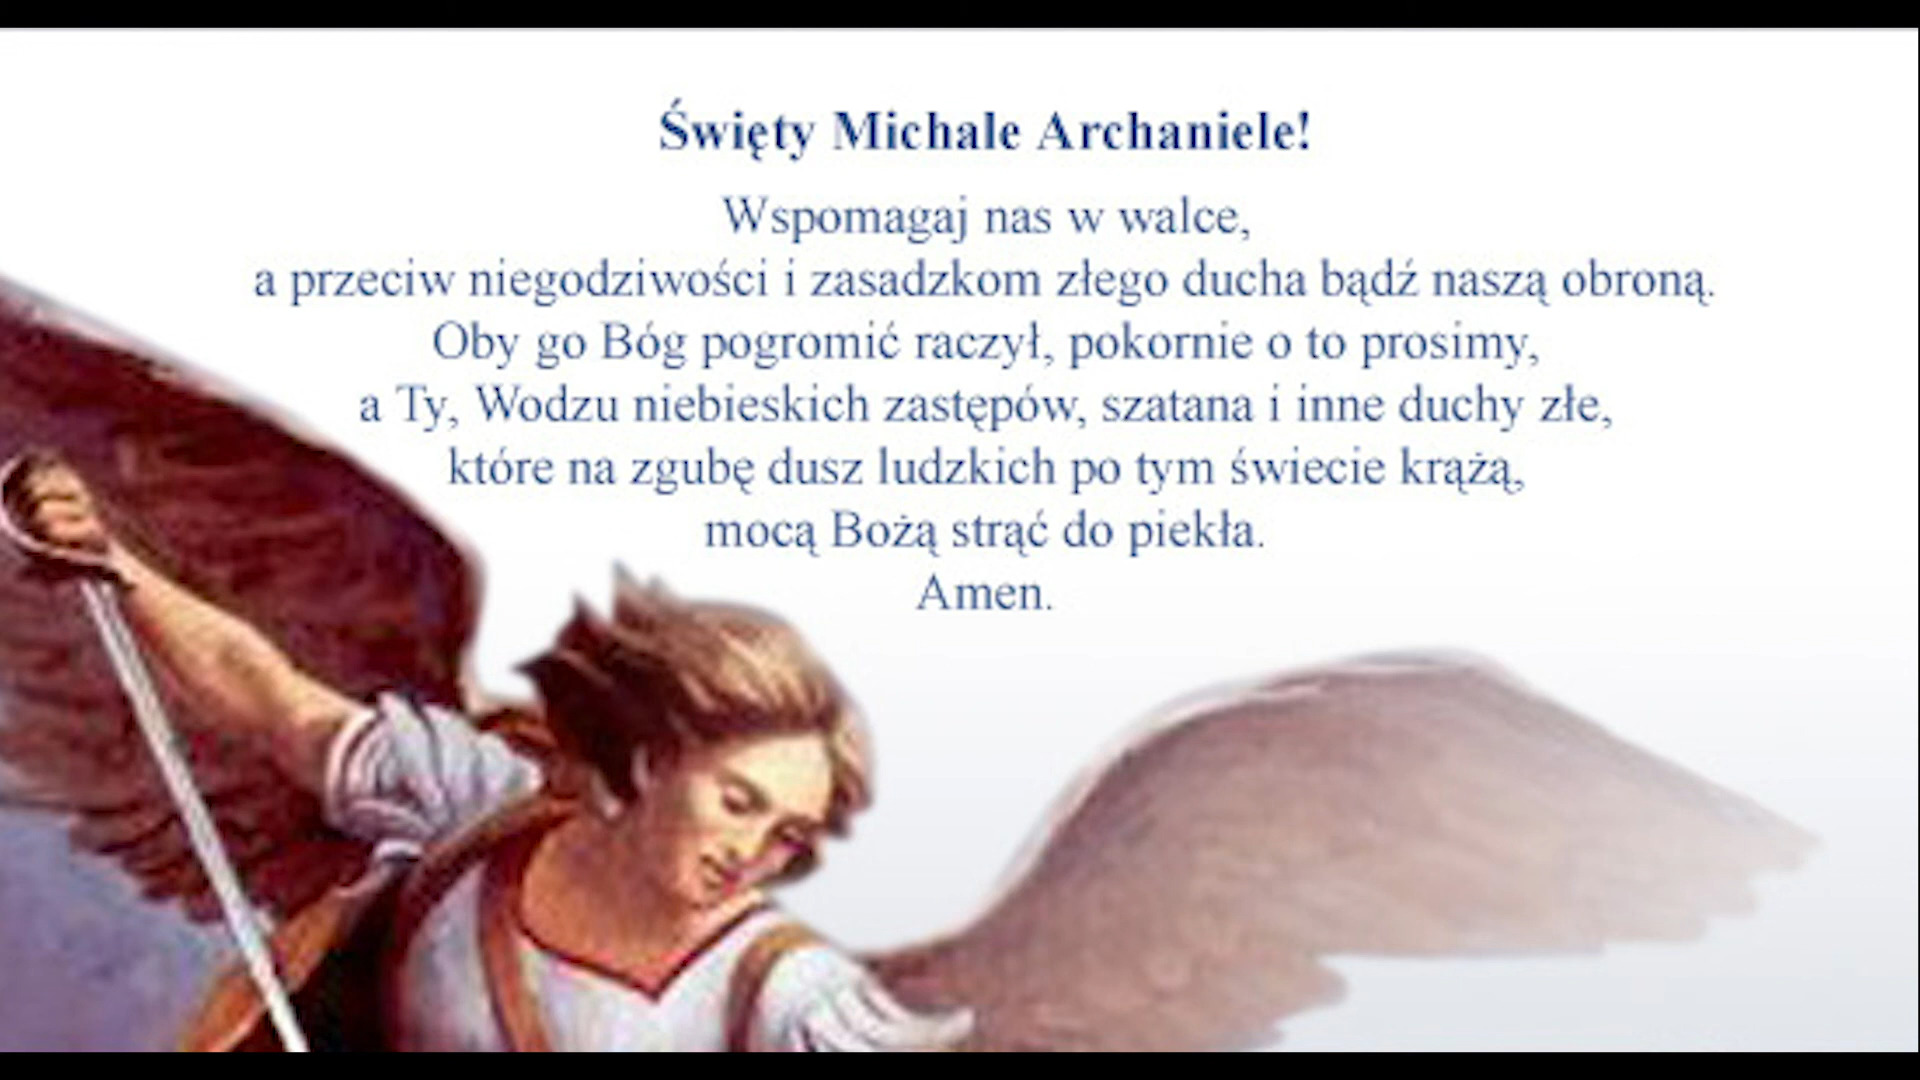 Święty Michale Archaniele!
Wspomagaj nas w walce,
a przeciw niegodziwości i zasadzkom złego ducha bądź naszą obroną.
Oby go Bóg pogromić raczył, pokornie o to prosimy,
a Ty, Wodzu niebieskich zastępów, szatana i inne duchy złe,
które na zgubę dusz ludzkich po tym świecie krążą,
mocą Bożą strąć do piekła.
Amen.